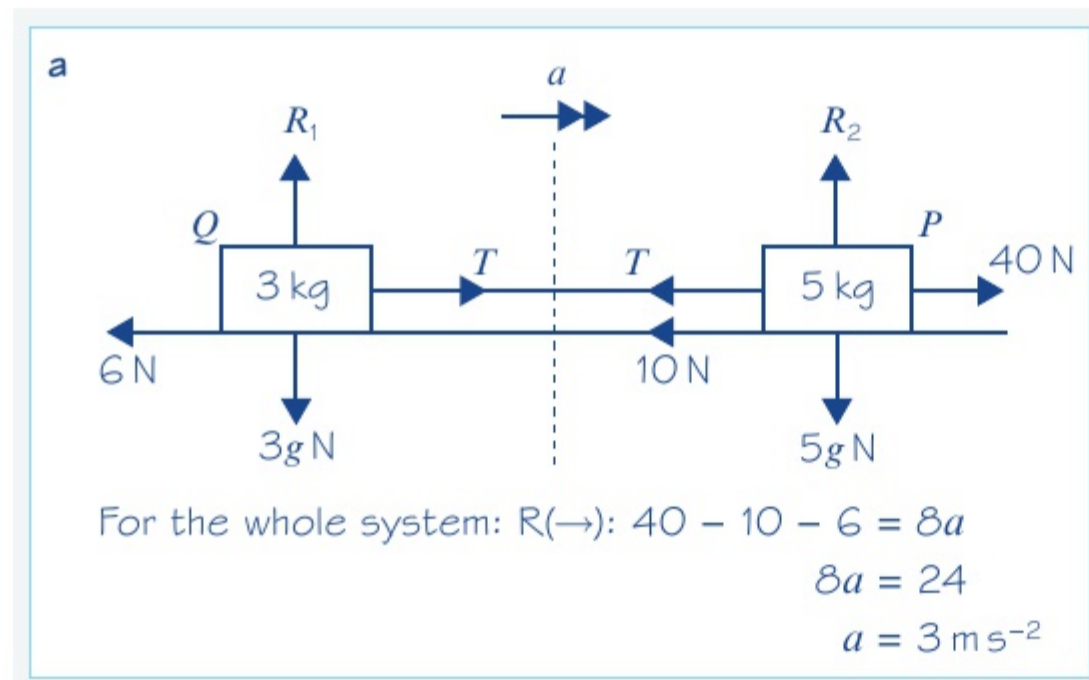 a
a
R₁ R₂
Q P
T T 40 N
3 kg 5 kg
6 N 10 N
3g N 5g N
For the whole system: R(→): 40 – 10 – 6 = 8a
8a = 24
a = 3 m s⁻²